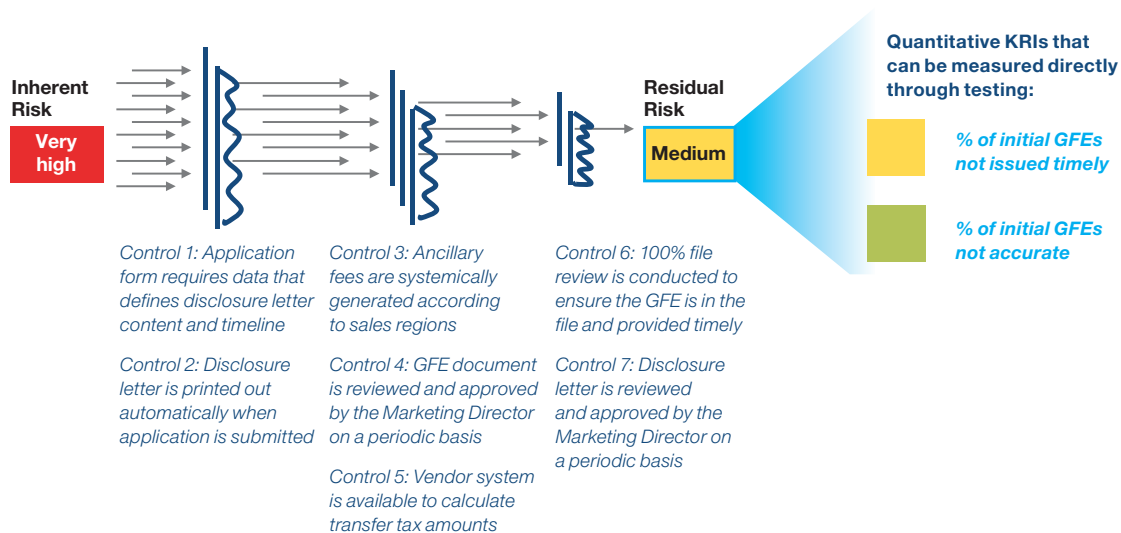 Inherent
Risk
Very
high
Residual
Risk
Medium
Quantitative KRIs that
can be measured directly
through testing:
% of initial GFEs
not issued timely
% of initial GFEs
not accurate
Control 1: Application
form requires data that
defines disclosure letter
content and timeline
Control 2: Disclosure
letter is printed out
automatically when
application is submitted
Control 3: Ancillary
fees are systemically
generated according
to sales regions
Control 4: GFE document
is reviewed and approved
by the Marketing Director
on a periodic basis
Control 5: Vendor system
is available to calculate
transfer tax amounts
Control 6: 100% file
review is conducted to
ensure the GFE is in the
file and provided timely
Control 7: Disclosure
letter is reviewed
and approved by the
Marketing Director on
a periodic basis